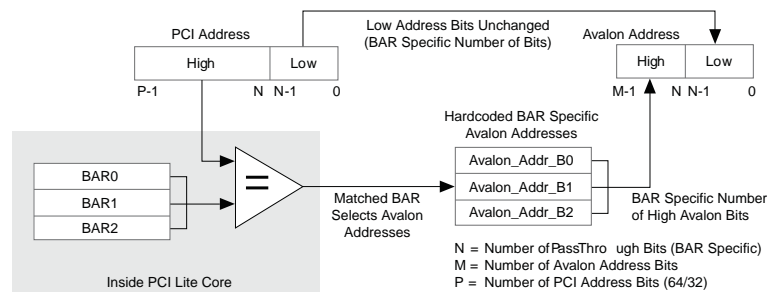 PCI Address
Low Address Bits Unchanged
(BAR Specific Number of Bits)
Avalon Address
High
Low
High
Low
P-1
N
N-1
0
M-1
N
N-1
0
Hardcoded BAR Specific
Avalon Addresses
BAR0
BAR1
BAR2
=
Avalon_Addr_B0
Avalon_Addr_B1
Avalon_Addr_B2
Matched BAR
Selects Avalon
Addresses
BAR Specific Number
of High Avalon Bits
Inside PCI Lite Core
N = Number of PassThro ugh Bits (BAR Specific)
M = Number of Avalon Address Bits
P = Number of PCI Address Bits (64/32)